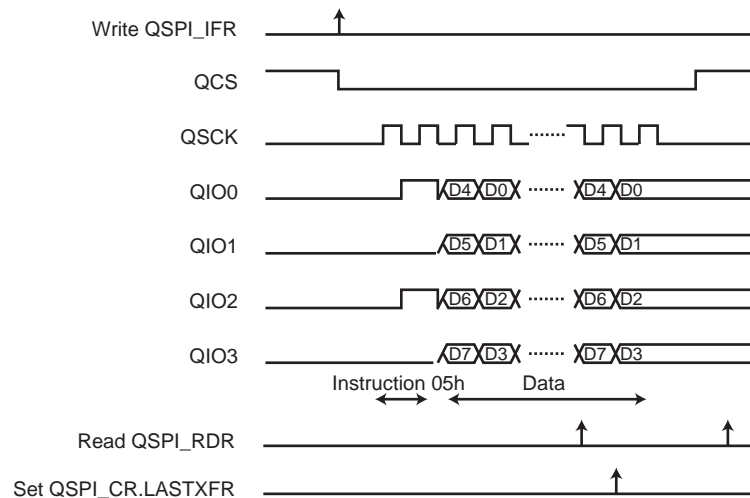 Write QSPI_IFR
QCS
QSCK
QIO0 D4 D0 D4 D0
QIO1 D5 D1 D5 D1
QIO2 D6 D2 D6 D2
QIO3 D7 D3 D7 D3
Instruction 05h Data
Read QSPI_RDR
Set QSPI_CR.LASTXFR